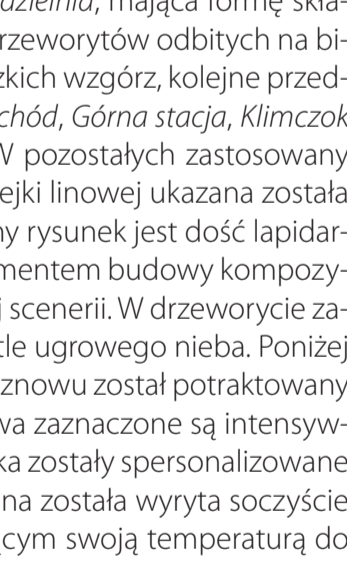 dzielnia, mająca formę skła-
rzeworytów odbitych na bi-
zkich wzgórz, kolejne przed-
chód, Górna stacja, Klimczok
W pozostałych zastosowany
ejki linowej ukazana została
ny rysunek jest dość lapidar-
mentem budowy kompozy-
j scenerii. W drzeworycie za-
tle ugrowego nieba. Poniżej
znowu został potraktowany
wa zaznaczone są intensyw-
ka zostały spersonalizowane
na została wyryta soczyście
ącym swoją temperaturą do